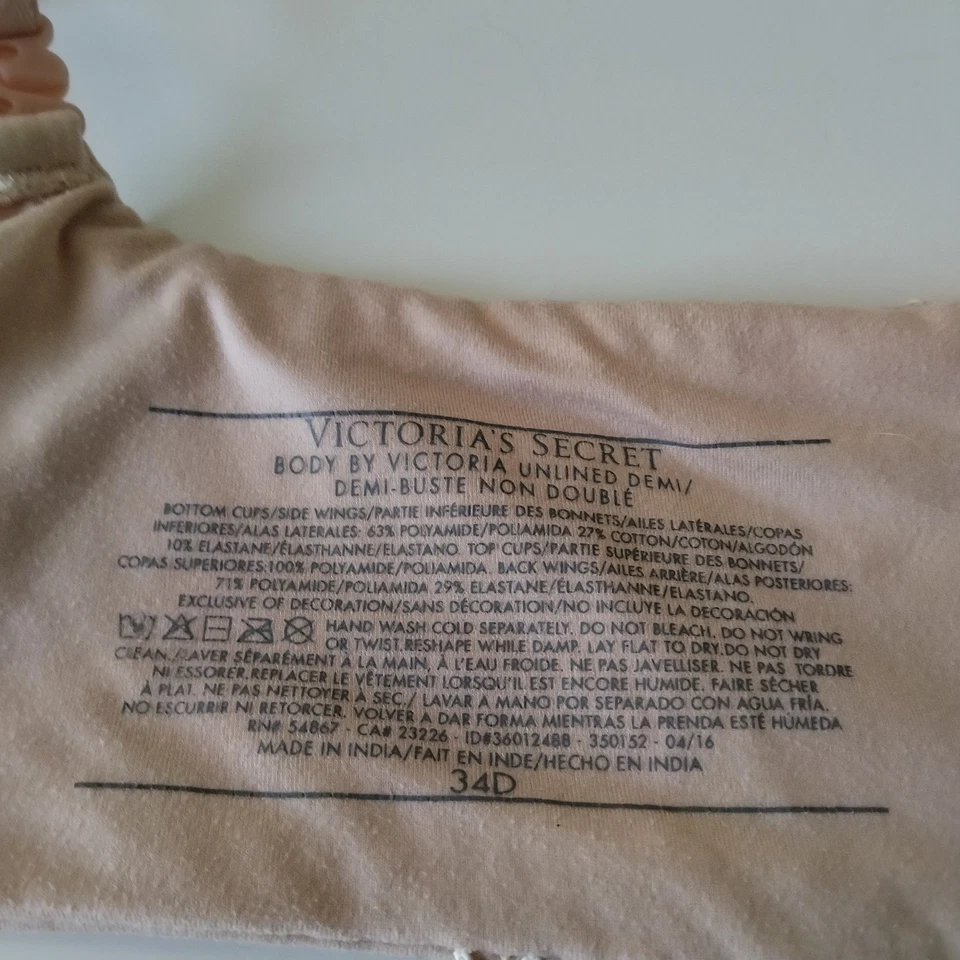 VICTORIA'S SECRET
BODY BY VICTORIA UNLINED DEMI/
DEMI-BUSTE NON DOUBLÉ
BOTTOM CUPS/SIDE WINGS/PARTIE INFÉRIEURE DES BONNETS/AILES LATÉRALES/COPAS
INFERIORES/ALAS LATERALES: 63% POLYAMIDE/POLIAMIDA 27% COTTON/COTON/ALGODÓN
10% ELASTANE/ÉLASTHANNE/ELASTANO. TOP CUPS/PARTIE SUPÉRIEURE DES BONNETS/
COPAS SUPERIORES:100% POLYAMIDE/POLIAMIDA. BACK WINGS/AILES ARRIÈRE/ALAS POSTERIORES:
71% POLYAMIDE/POLIAMIDA 29% ELASTANE/ÉLASTHANNE/ELASTANO.
EXCLUSIVE OF DECORATION/SANS DÉCORATION/NO INCLUYE LA DECORACIÓN
HAND WASH COLD SEPARATELY. DO NOT BLEACH. DO NOT WRING
OR TWIST.RESHAPE WHILE DAMP. LAY FLAT TO DRY.DO NOT DRY
CLEAN./LAVER SÉPARÉMENT À LA MAIN, À L'EAU FROIDE. NE PAS JAVELLISER. NE PAS TORDRE
NI ESSORER.REPLACER LE VÊTEMENT LORSQU'IL EST ENCORE HUMIDE. FAIRE SÉCHER
À PLAT. NE PAS NETTOYER À SEC./ LAVAR A MANO POR SEPARADO CON AGUA FRÍA.
NO ESCURRIR NI RETORCER. VOLVER A DAR FORMA MIENTRAS LA PRENDA ESTÉ HÚMEDA
RN# 54867 - CA# 23226 - ID#36012488 - 350152 - 04/16
MADE IN INDIA/FAIT EN INDE/HECHO EN INDIA
34D